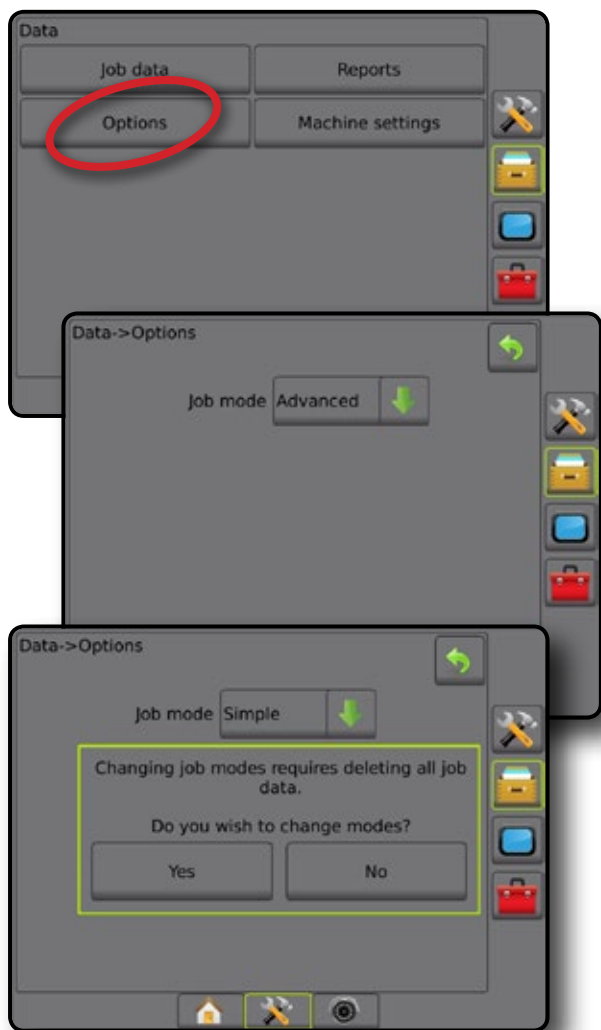 Data
Job data Reports
Options Machine settings
Data->Options
Job mode Advanced
Data->Options
Job mode Simple
Changing job modes requires deleting all job
data.
Do you wish to change modes?
Yes No